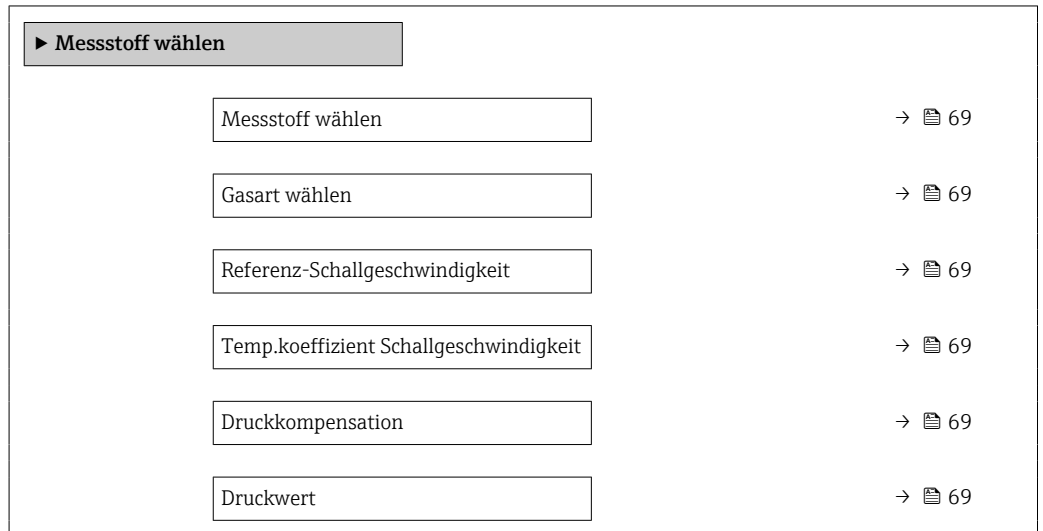 ▶ Messstoff wählen
Messstoff wählen → 69
Gasart wählen → 69
Referenz-Schallgeschwindigkeit → 69
Temp.koeffizient Schallgeschwindigkeit → 69
Druckkompensation → 69
Druckwert → 69